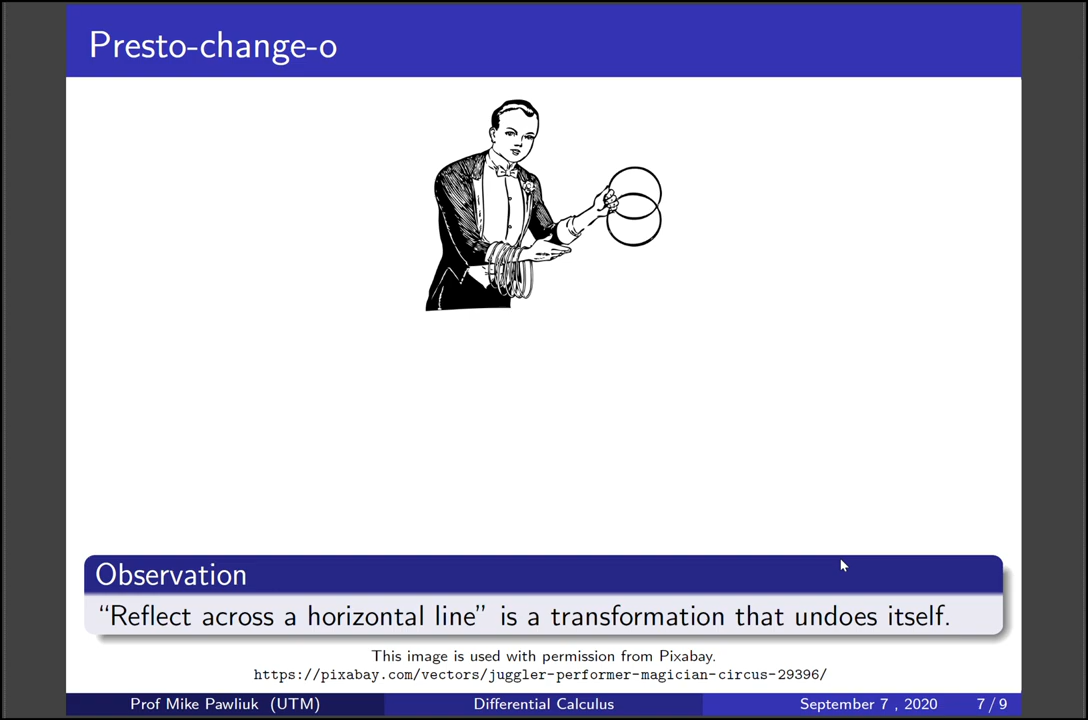 Presto-change-o
Observation
“Reflect across a horizontal line” is a transformation that undoes itself.
This image is used with permission from Pixabay.
https://pixabay.com/vectors/juggler-performer-magician-circus-29396/
Prof Mike Pawliuk (UTM) Differential Calculus September 7 , 2020 7 / 9